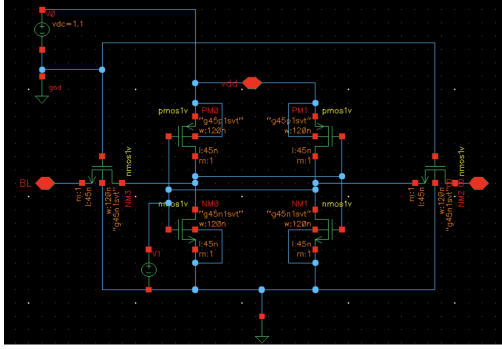 V0
vdc=1.1
gnd
vdd
pmos1v
PM0
"g45p1svt"
w:120n
l:45n
m:1
pmos1v
PM1
"g45p1svt"
w:120n
l:45n
m:1
BL
m:1
l:45n
w:120n
"g45n1svt"
NM3
nmos1v
nmos1v
NM0
"g45n1svt"
w:120n
l:45n
m:1
nmos1v
NM1
"g45n1svt"
w:120n
l:45n
m:1
m:1
l:45n
w:120n
"g45n1svt"
NM2
nmos1v
V1